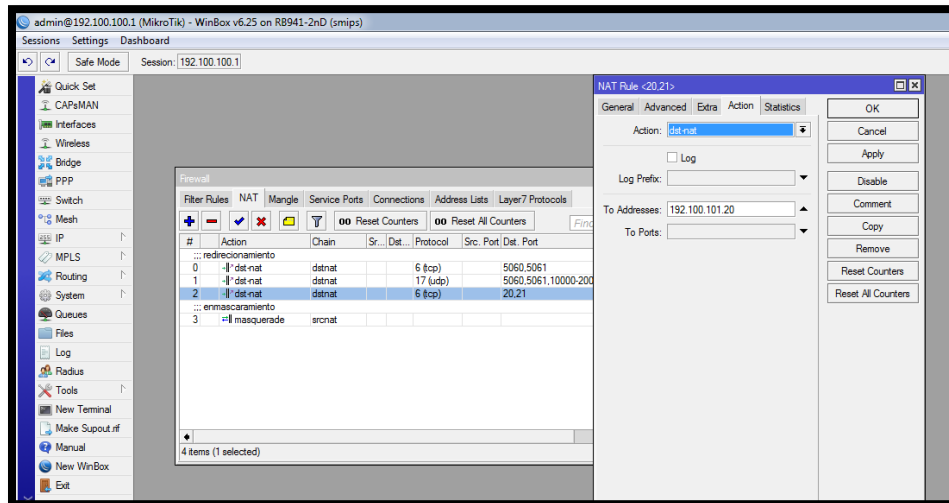 admin@192.100.100.1 (MikroTik) - WinBox v6.25 on RB941-2nD (smips)
Sessions Settings Dashboard
Safe Mode Session: 192.100.100.1
Quick Set
CAPsMAN
Interfaces
Wireless
Bridge
PPP
Switch
Mesh
IP
MPLS
Routing
System
Queues
Files
Log
Radius
Tools
New Terminal
Make Supout.rif
Manual
New WinBox
Exit
Firewall
Filter Rules NAT Mangle Service Ports Connections Address Lists Layer7 Protocols
00 Reset Counters 00 Reset All Counters Find
# Action Chain Sr... Dst... Protocol Src. Port Dst. Port
;;; redirecionamiento
0 dst-nat dstnat 6 (tcp) 5060,5061
1 dst-nat dstnat 17 (udp) 5060,5061,10000-200
2 dst-nat dstnat 6 (tcp) 20,21
;;; enmascaramiento
3 masquerade srcnat
4 items (1 selected)
NAT Rule <20,21>
General Advanced Extra Action Statistics
Action: dst-nat
Log
Log Prefix:
To Addresses: 192.100.101.20
To Ports:
OK
Cancel
Apply
Disable
Comment
Copy
Remove
Reset Counters
Reset All Counters